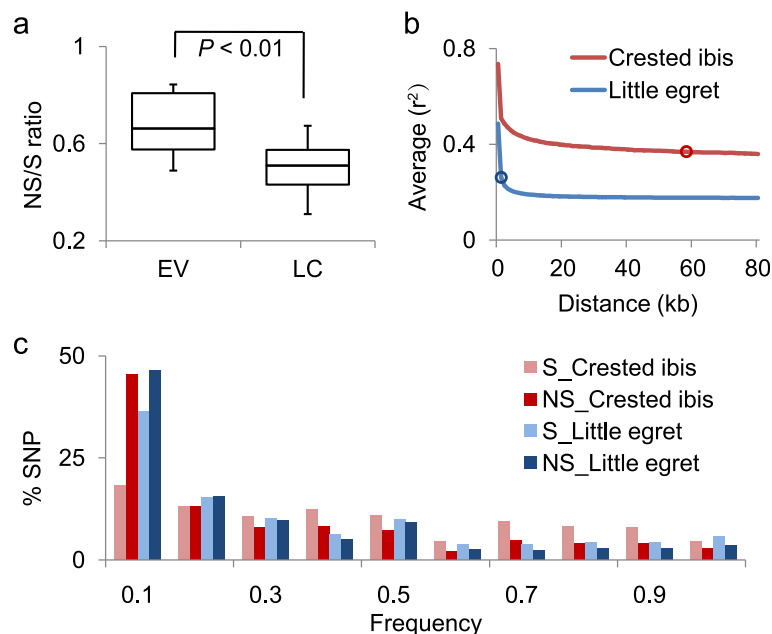 a
NS/S ratio
1
0.6
0.2
P < 0.01
EV
LC
b
Average (r²)
0.8
0.4
0
Crested ibis
Little egret
0
20
40
60
80
Distance (kb)
c
% SNP
50
25
0
S_Crested ibis
NS_Crested ibis
S_Little egret
NS_Little egret
0.1
0.3
0.5
0.7
0.9
Frequency